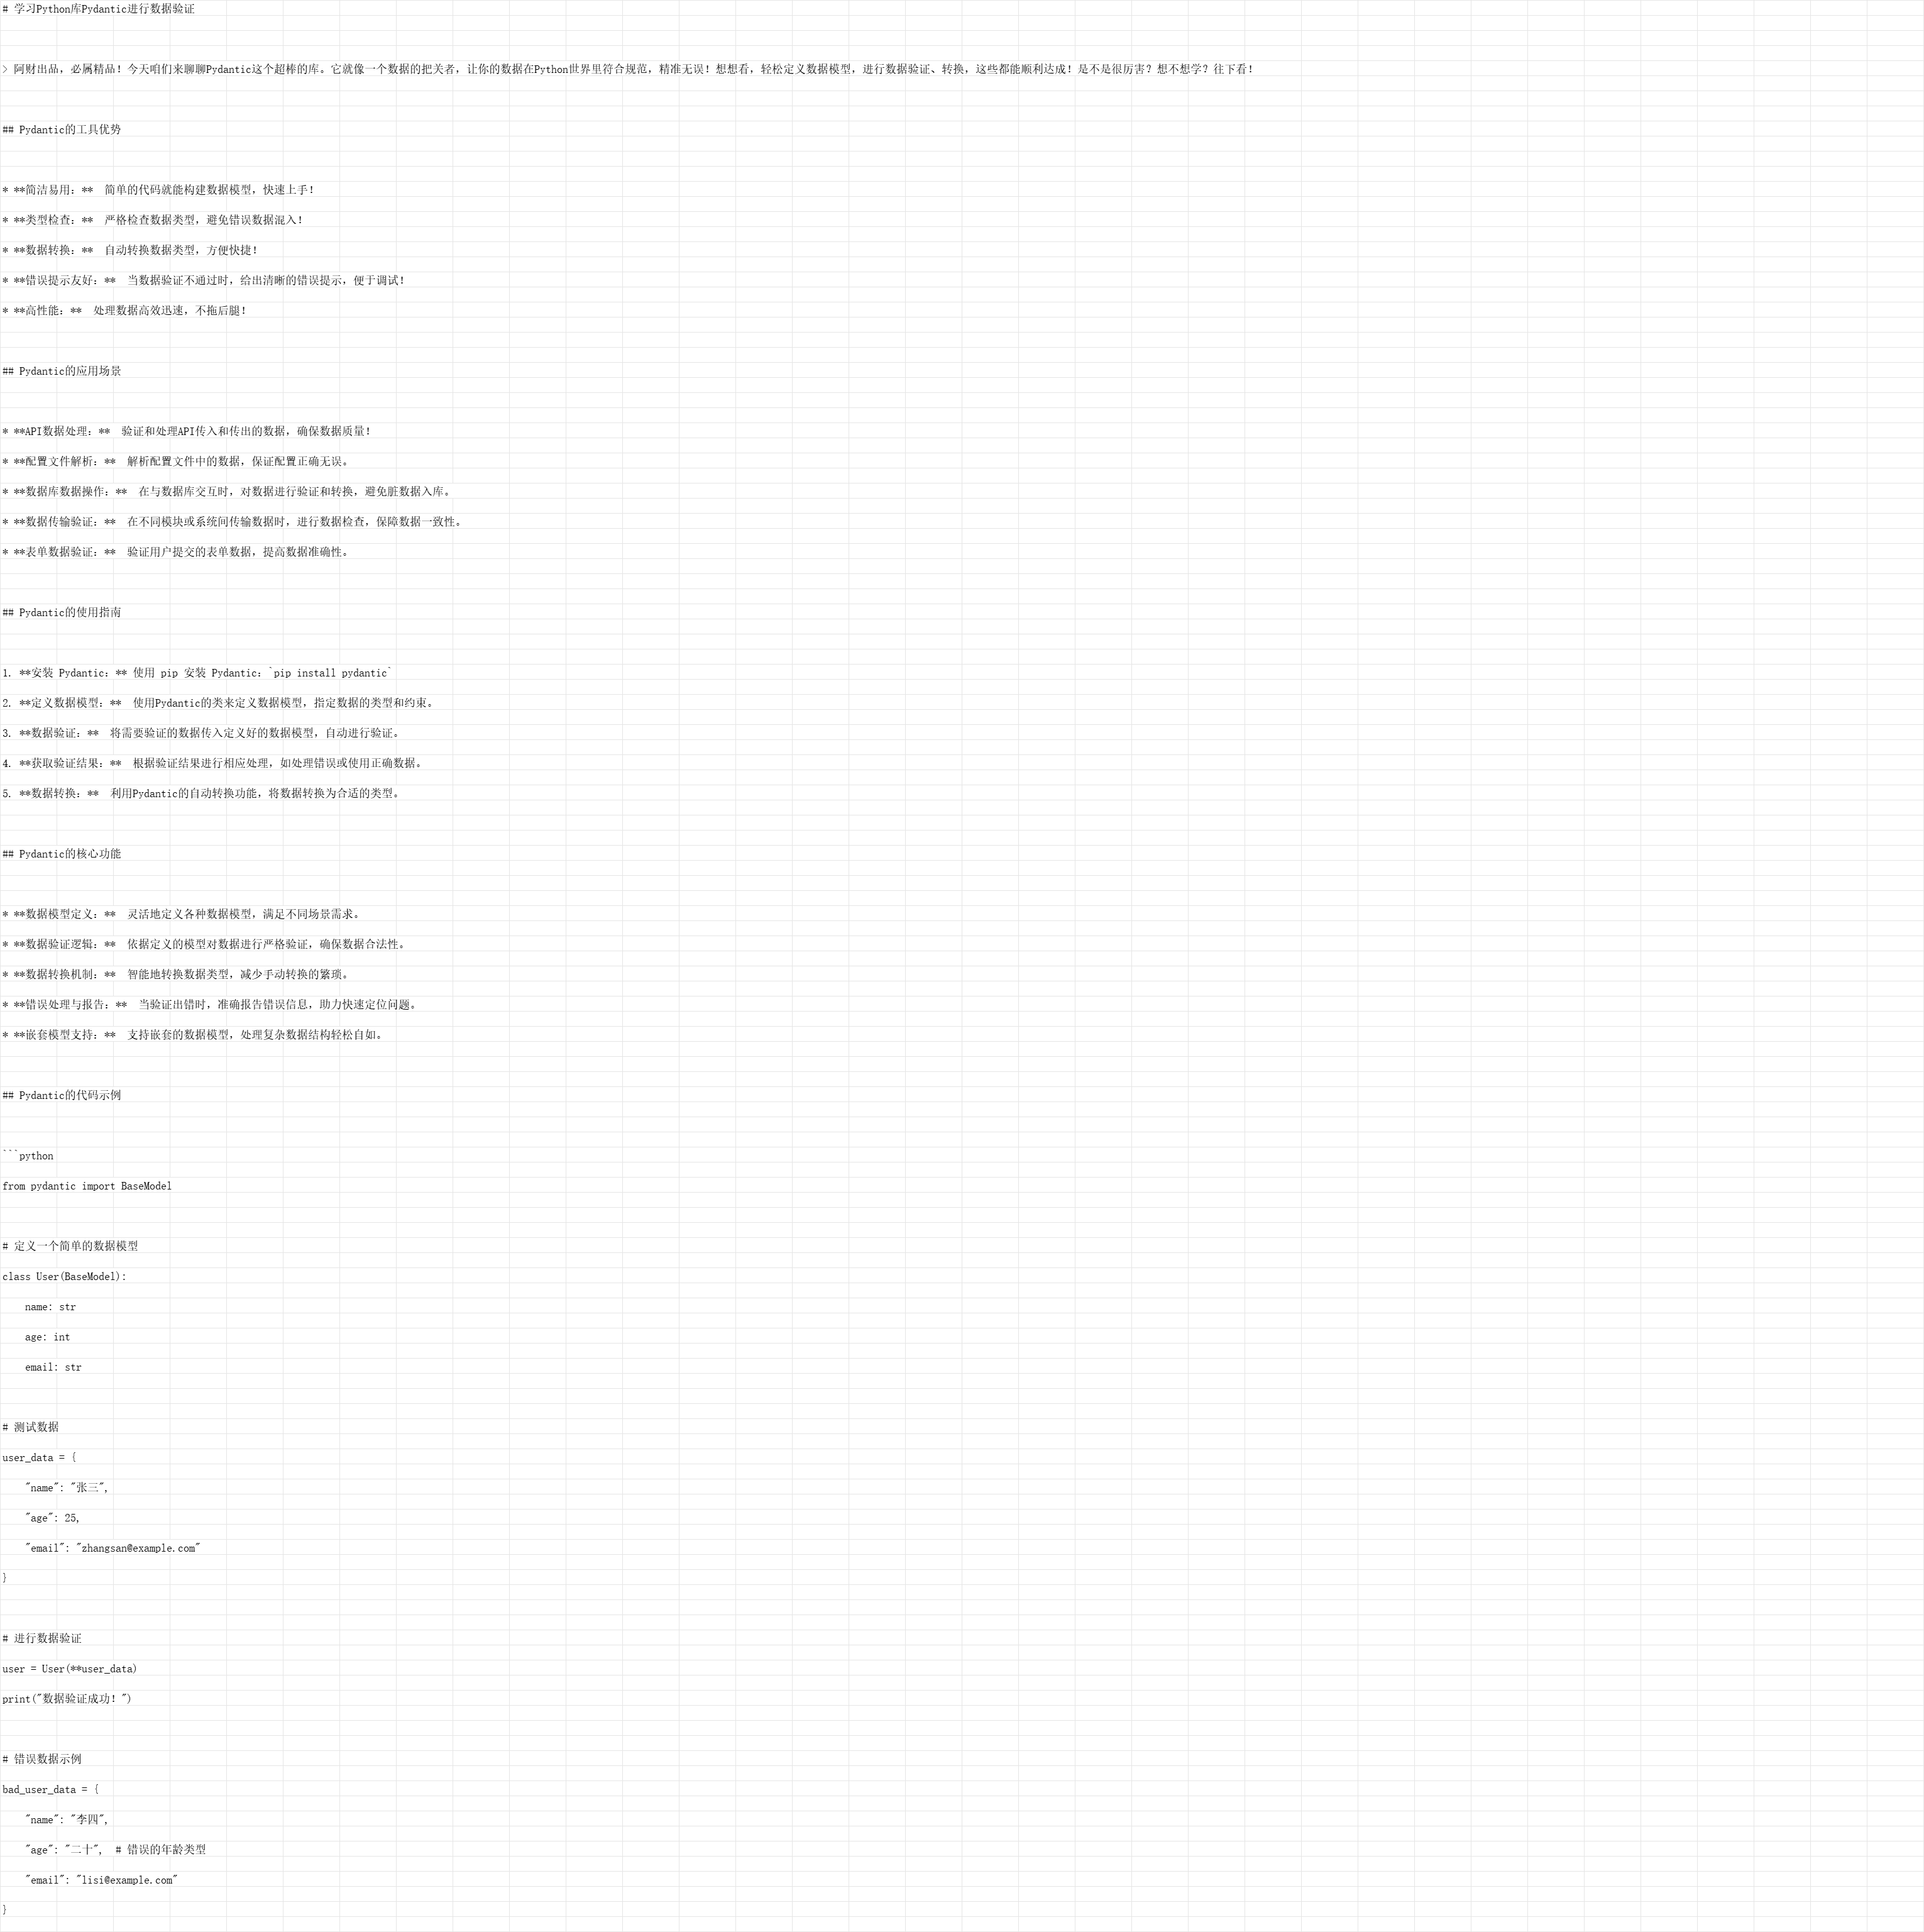 # 学习Python库Pydantic进行数据验证
> 阿财出品，必属精品！今天咱们来聊聊Pydantic这个超棒的库。它就像一个数据的把关者，让你的数据在Python世界里符合规范，精准无误！想想看，轻松定义数据模型，进行数据验证、转换，这些都能顺利达成！是不是很厉害？想不想学？往下看！
## Pydantic的工具优势
* **简洁易用：**  简单的代码就能构建数据模型，快速上手！
* **类型检查：**  严格检查数据类型，避免错误数据混入！
* **数据转换：**  自动转换数据类型，方便快捷！
* **错误提示友好：**  当数据验证不通过时，给出清晰的错误提示，便于调试！
* **高性能：**  处理数据高效迅速，不拖后腿！
## Pydantic的应用场景
* **API数据处理：**  验证和处理API传入和传出的数据，确保数据质量！
* **配置文件解析：**  解析配置文件中的数据，保证配置正确无误。
* **数据库数据操作：**  在与数据库交互时，对数据进行验证和转换，避免脏数据入库。
* **数据传输验证：**  在不同模块或系统间传输数据时，进行数据检查，保障数据一致性。
* **表单数据验证：**  验证用户提交的表单数据，提高数据准确性。
## Pydantic的使用指南
1. **安装 Pydantic：** 使用 pip 安装 Pydantic：`pip install pydantic`
2. **定义数据模型：**  使用Pydantic的类来定义数据模型，指定数据的类型和约束。
3. **数据验证：**  将需要验证的数据传入定义好的数据模型，自动进行验证。
4. **获取验证结果：**  根据验证结果进行相应处理，如处理错误或使用正确数据。
5. **数据转换：**  利用Pydantic的自动转换功能，将数据转换为合适的类型。
## Pydantic的核心功能
* **数据模型定义：**  灵活地定义各种数据模型，满足不同场景需求。
* **数据验证逻辑：**  依据定义的模型对数据进行严格验证，确保数据合法性。
* **数据转换机制：**  智能地转换数据类型，减少手动转换的繁琐。
* **错误处理与报告：**  当验证出错时，准确报告错误信息，助力快速定位问题。
* **嵌套模型支持：**  支持嵌套的数据模型，处理复杂数据结构轻松自如。
## Pydantic的代码示例
```python
from pydantic import BaseModel
# 定义一个简单的数据模型
class User(BaseModel):
    name: str
    age: int
    email: str
# 测试数据
user_data = {
    "name": "张三",
    "age": 25,
    "email": "zhangsan@example.com"
}
# 进行数据验证
user = User(**user_data)
print("数据验证成功！")
# 错误数据示例
bad_user_data = {
    "name": "李四",
    "age": "二十",  # 错误的年龄类型
    "email": "lisi@example.com"
}